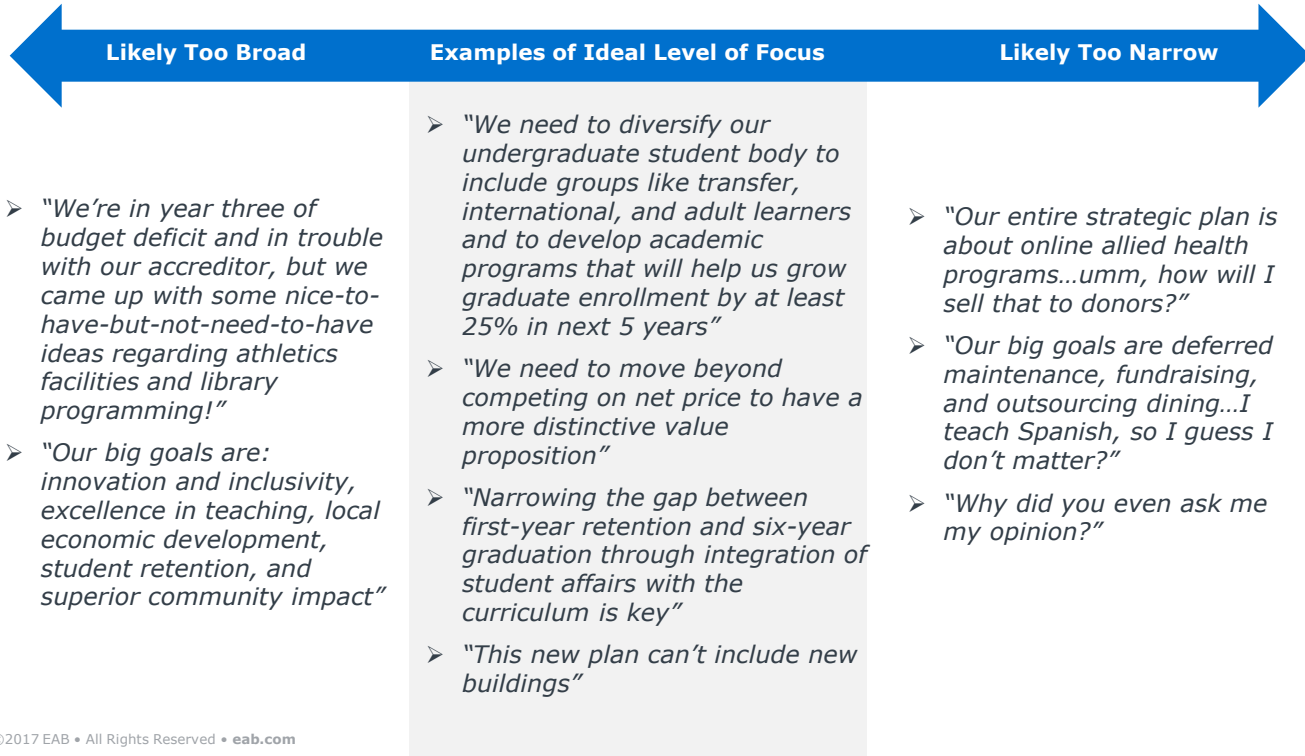 Likely Too Broad
Examples of Ideal Level of Focus
Likely Too Narrow
➢ “We’re in year three of
budget deficit and in trouble
with our accreditor, but we
came up with some nice-to-
have-but-not-need-to-have
ideas regarding athletics
facilities and library
programming!”
➢ “Our big goals are:
innovation and inclusivity,
excellence in teaching, local
economic development,
student retention, and
superior community impact”
➢ “We need to diversify our
undergraduate student body to
include groups like transfer,
international, and adult learners
and to develop academic
programs that will help us grow
graduate enrollment by at least
25% in next 5 years”
➢ “We need to move beyond
competing on net price to have a
more distinctive value
proposition”
➢ “Narrowing the gap between
first-year retention and six-year
graduation through integration of
student affairs with the
curriculum is key”
➢ “This new plan can’t include new
buildings”
➢ “Our entire strategic plan is
about online allied health
programs…umm, how will I
sell that to donors?”
➢ “Our big goals are deferred
maintenance, fundraising,
and outsourcing dining…I
teach Spanish, so I guess I
don’t matter?”
➢ “Why did you even ask me
my opinion?”
©2017 EAB • All Rights Reserved • eab.com